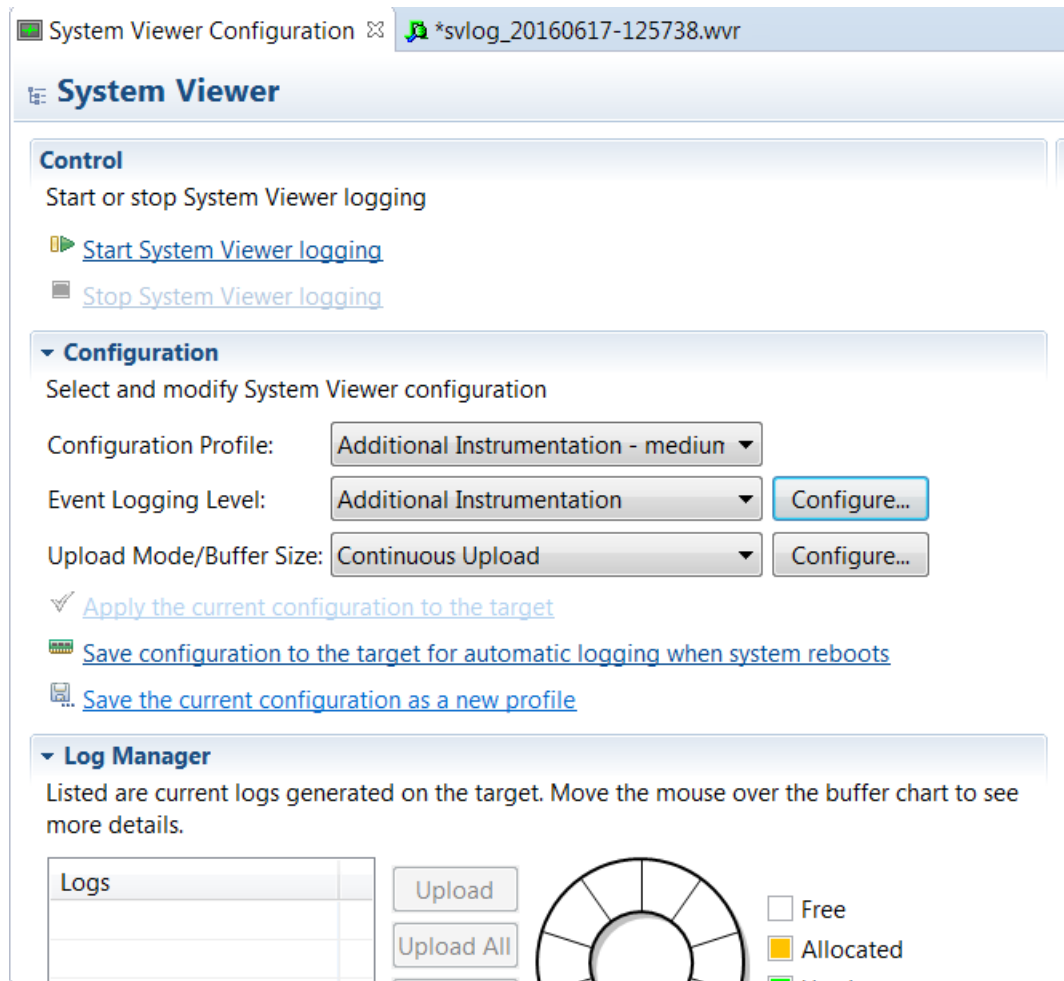 System Viewer Configuration
*svlog_20160617-125738.wvr
System Viewer
Control
Start or stop System Viewer logging
Start System Viewer logging
Stop System Viewer logging
Configuration
Select and modify System Viewer configuration
Configuration Profile: Additional Instrumentation - medium
Event Logging Level: Additional Instrumentation Configure...
Upload Mode/Buffer Size: Continuous Upload Configure...
Apply the current configuration to the target
Save configuration to the target for automatic logging when system reboots
Save the current configuration as a new profile
Log Manager
Listed are current logs generated on the target. Move the mouse over the buffer chart to see
more details.
Logs
Upload
Free
Upload All
Allocated